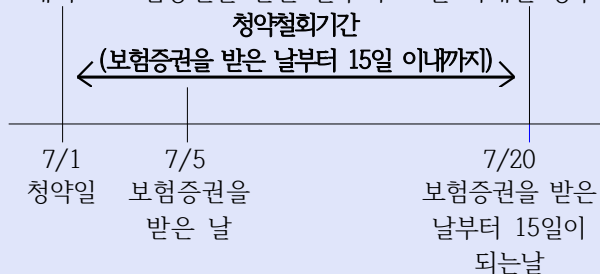 청약철회기간
(보험증권을 받은 날부터 15일 이내까지)
7/1
청약일
7/5
보험증권을
받은 날
7/20
보험증권을 받은
날부터 15일이
되는날